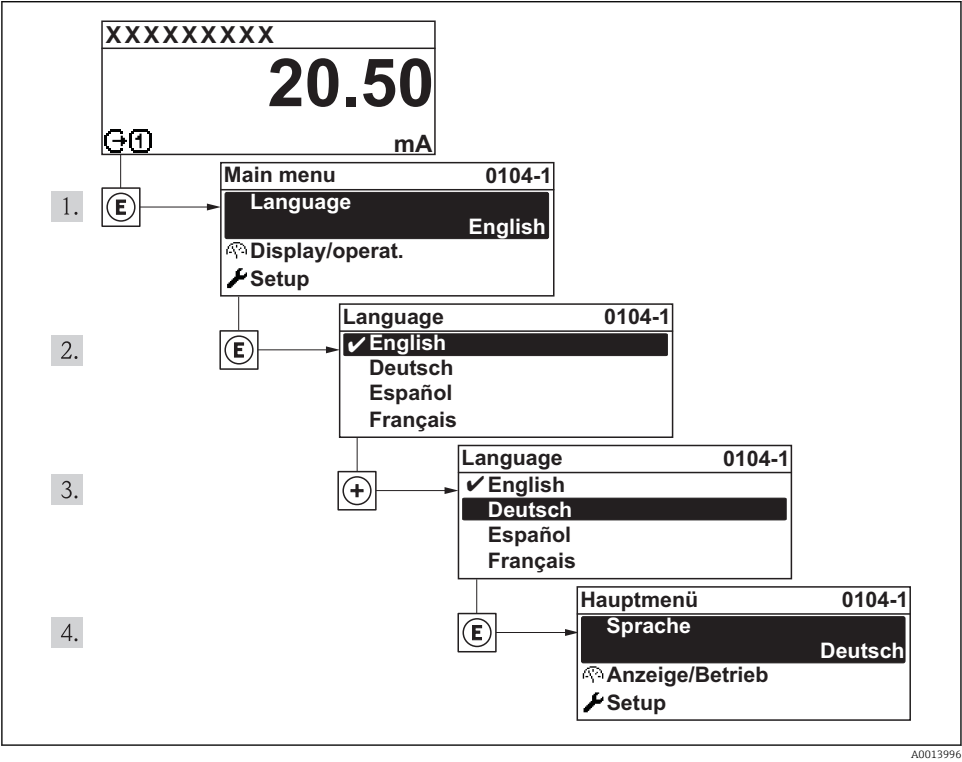 XXXXXXXXX
20.50
1 mA
Main menu 0104-1
1. E Language
English
Display/operat.
Setup
Language 0104-1
2. E ✔ English
Deutsch
Español
Français
Language 0104-1
3. + ✔ English
Deutsch
Español
Français
Hauptmenü 0104-1
4. E Sprache
Deutsch
Anzeige/Betrieb
Setup
A0013996